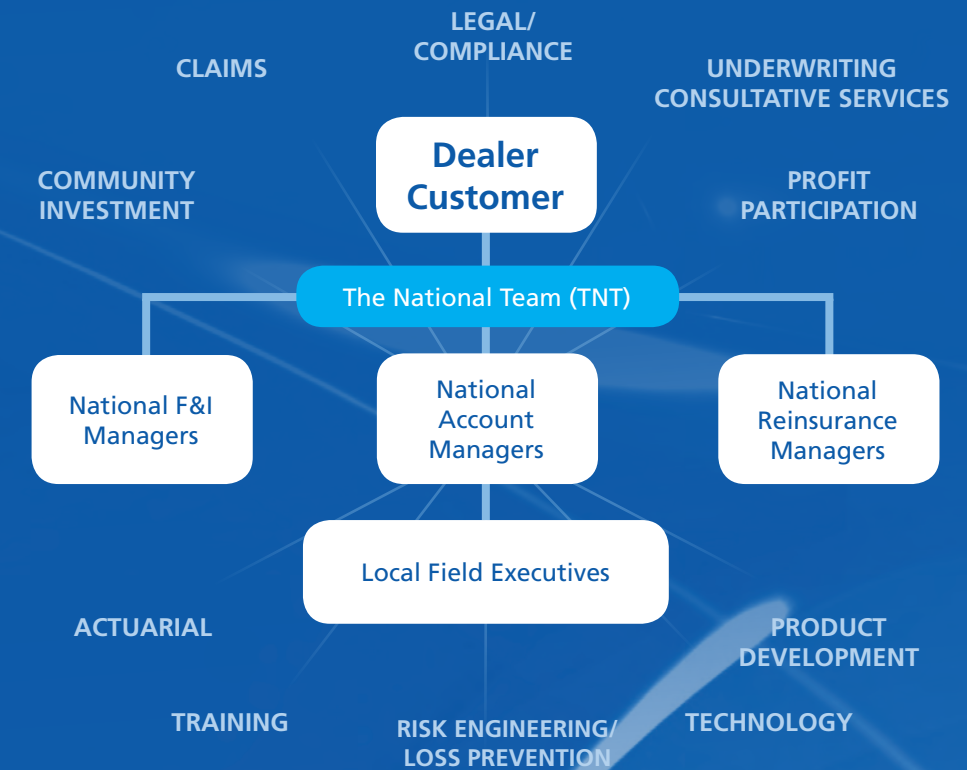 LEGAL/
COMPLIANCE
CLAIMS
UNDERWRITING
CONSULTATIVE SERVICES
Dealer
Customer
COMMUNITY
INVESTMENT
PROFIT
PARTICIPATION
The National Team (TNT)
National F&I
Managers
National
Account
Managers
National
Reinsurance
Managers
Local Field Executives
ACTUARIAL
PRODUCT
DEVELOPMENT
TRAINING
RISK ENGINEERING/
LOSS PREVENTION
TECHNOLOGY